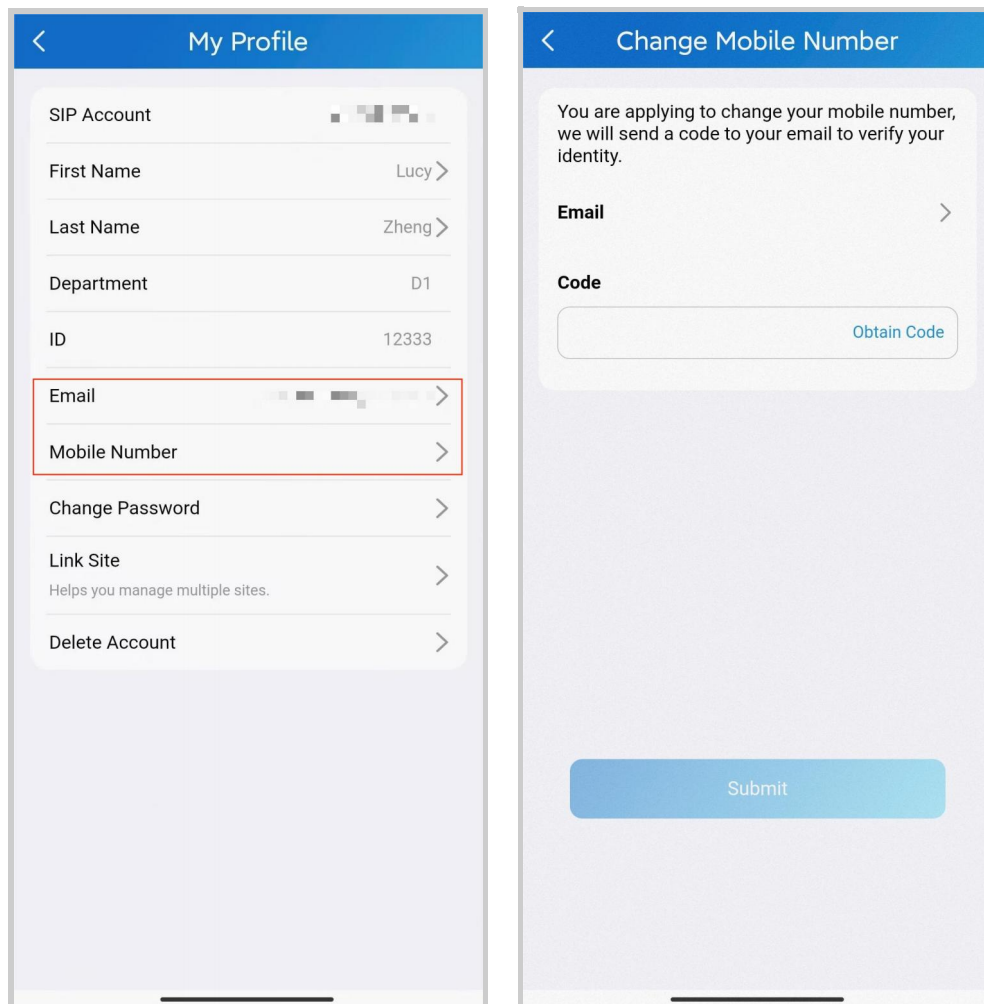 My Profile
SIP Account
First Name Lucy
Last Name Zheng
Department D1
ID 12333
Email
Mobile Number
Change Password
Link Site
Helps you manage multiple sites.
Delete Account
Change Mobile Number
You are applying to change your mobile number,
we will send a code to your email to verify your
identity.
Email
Code
Obtain Code
Submit